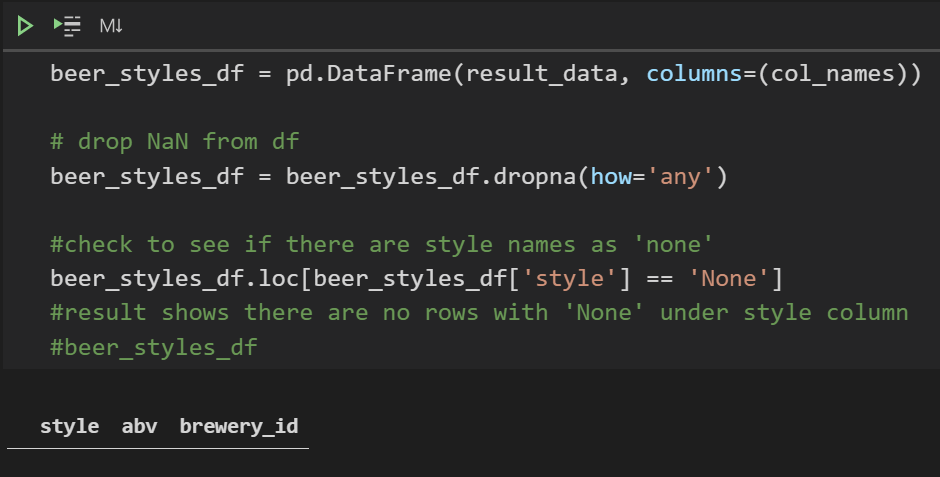 M↓
beer_styles_df = pd.DataFrame(result_data, columns=(col_names))
# drop NaN from df
beer_styles_df = beer_styles_df.dropna(how='any')
#check to see if there are style names as 'none'
beer_styles_df.loc[beer_styles_df['style'] == 'None']
#result shows there are no rows with 'None' under style column
#beer_styles_df
style abv brewery_id